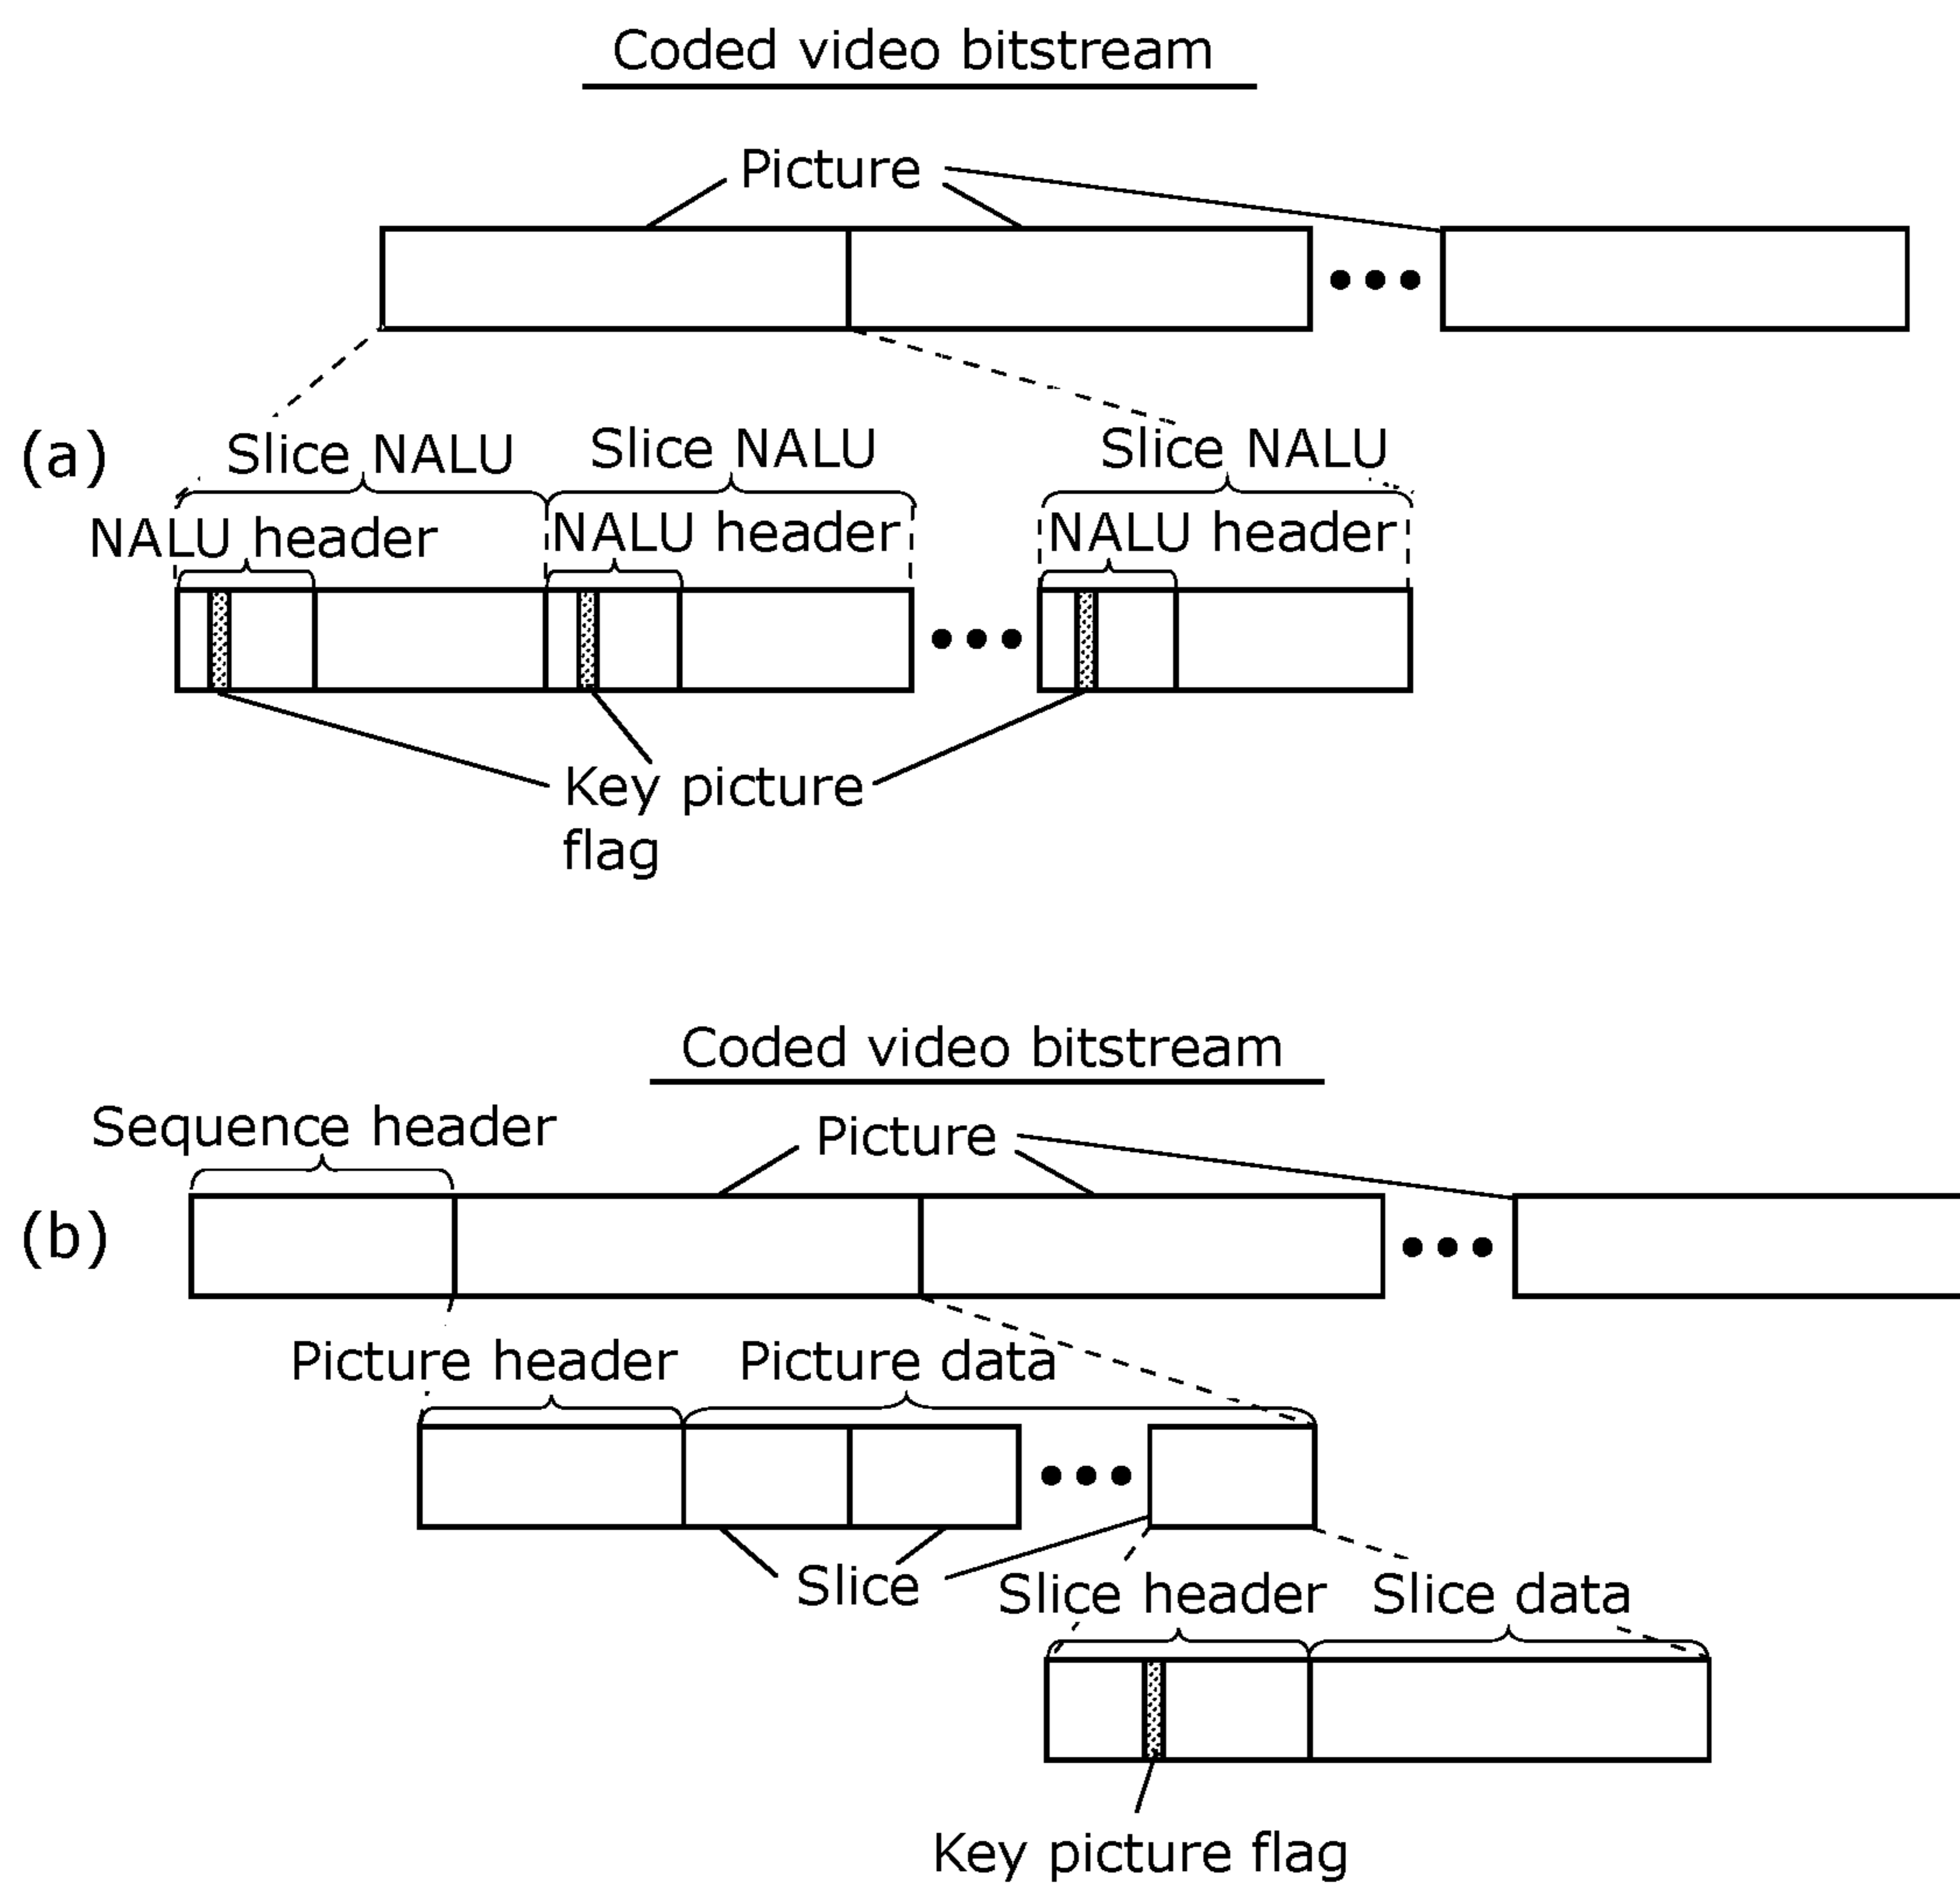 Coded video bitstream
Picture
(a)
Slice NALU
Slice NALU
Slice NALU
NALU header
NALU header
NALU header
Key picture
flag
Coded video bitstream
Sequence header
Picture
(b)
Picture header
Picture data
Slice
Slice header
Slice data
Key picture flag